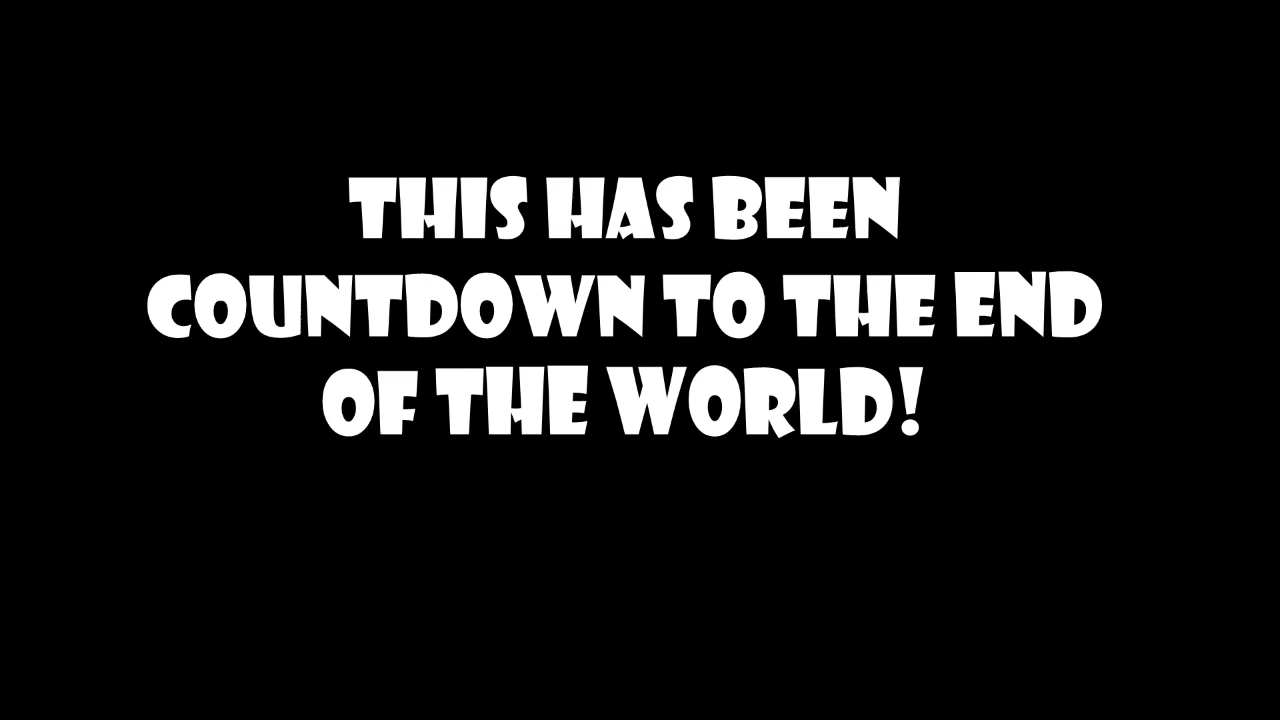 THIS HAS BEEN
COUNTDOWN TO THE END
OF THE WORLD!